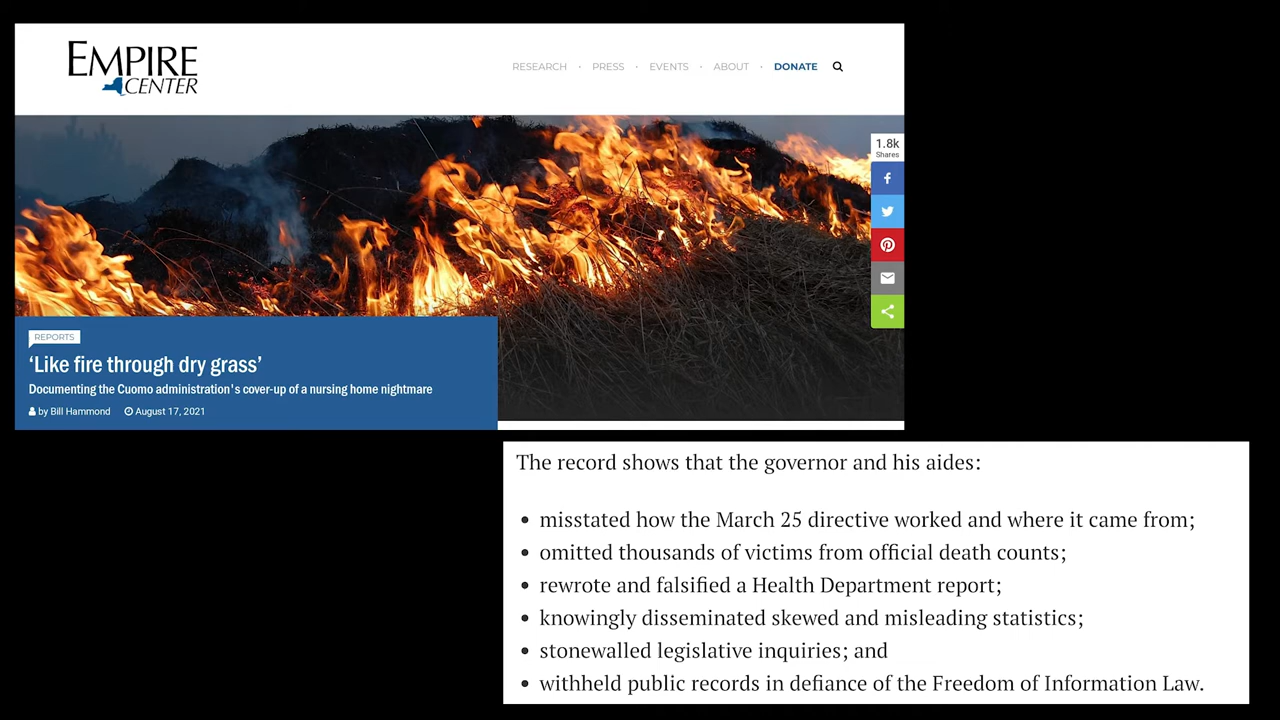 EMPIRE
CENTER
RESEARCH · PRESS · EVENTS · ABOUT · DONATE
1.8k
Shares
REPORTS
‘Like fire through dry grass’
Documenting the Cuomo administration's cover-up of a nursing home nightmare
by Bill Hammond August 17, 2021
The record shows that the governor and his aides:
• misstated how the March 25 directive worked and where it came from;
• omitted thousands of victims from official death counts;
• rewrote and falsified a Health Department report;
• knowingly disseminated skewed and misleading statistics;
• stonewalled legislative inquiries; and
• withheld public records in defiance of the Freedom of Information Law.